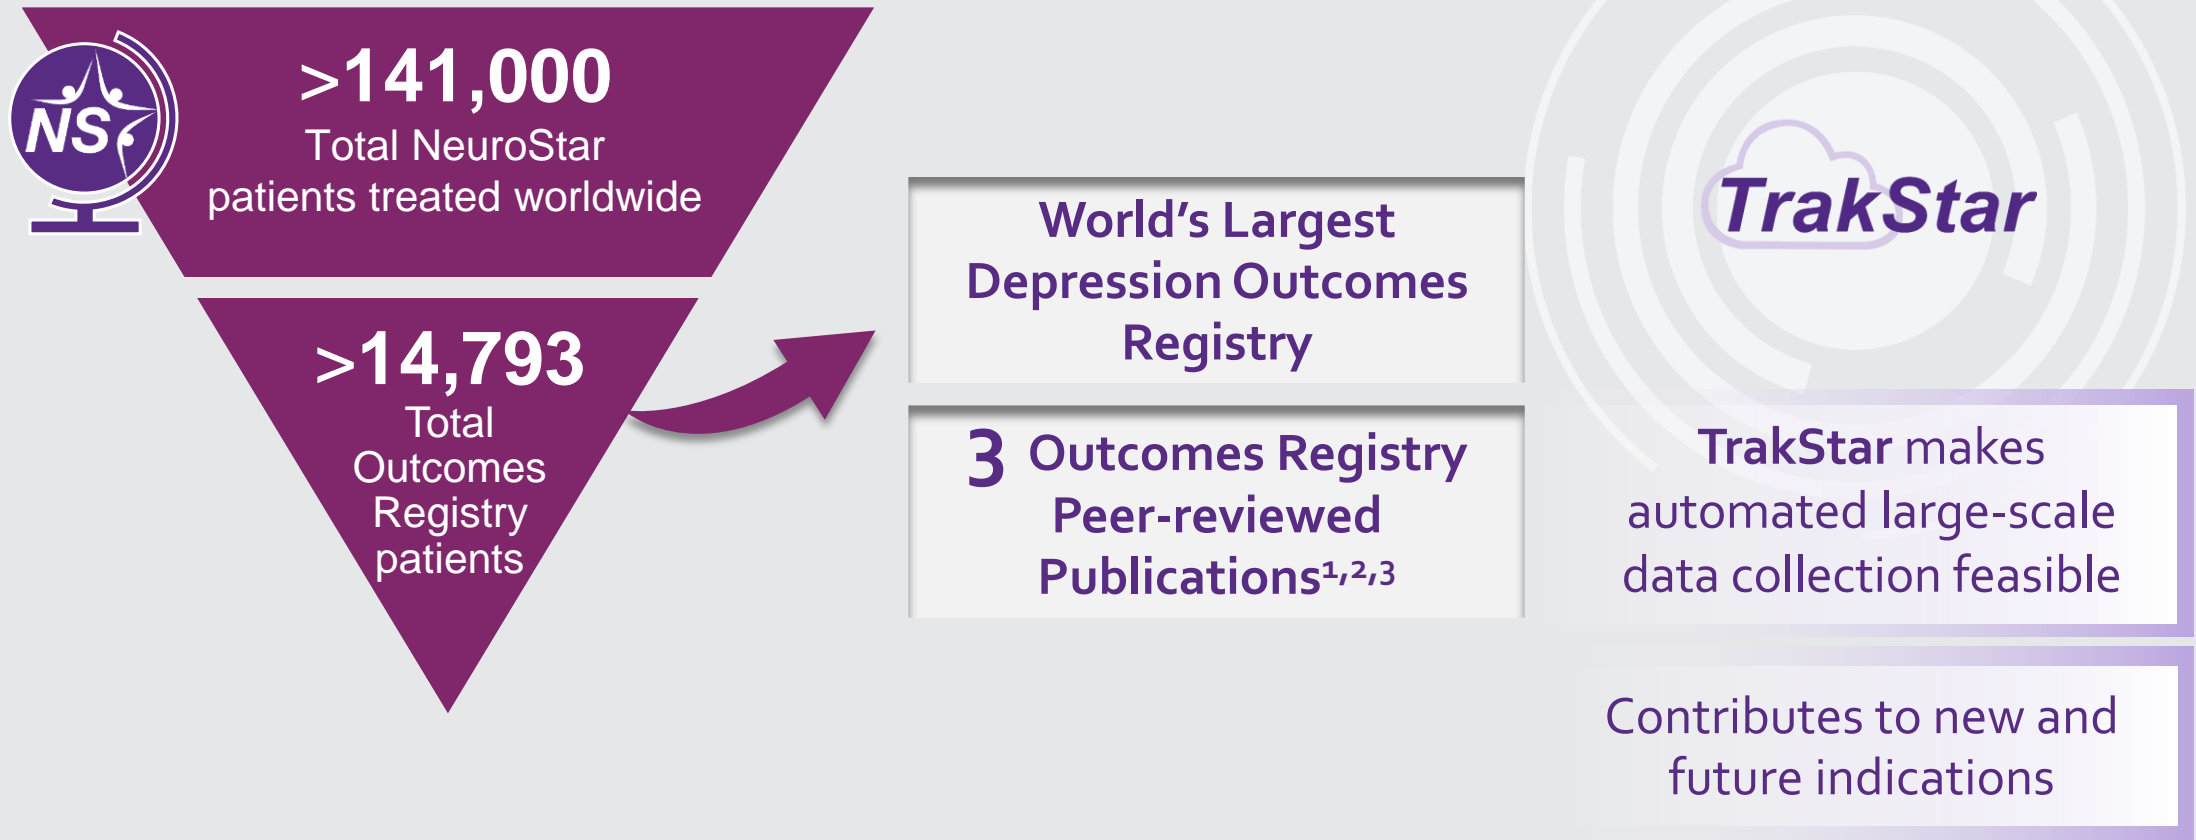 NS
>141,000
Total NeuroStar
patients treated worldwide
>14,793
Total
Outcomes
Registry
patients
World’s Largest
Depression Outcomes
Registry
3 Outcomes Registry
Peer-reviewed
Publications¹,²,³
TrakStar
TrakStar makes
automated large-scale
data collection feasible
Contributes to new and
future indications